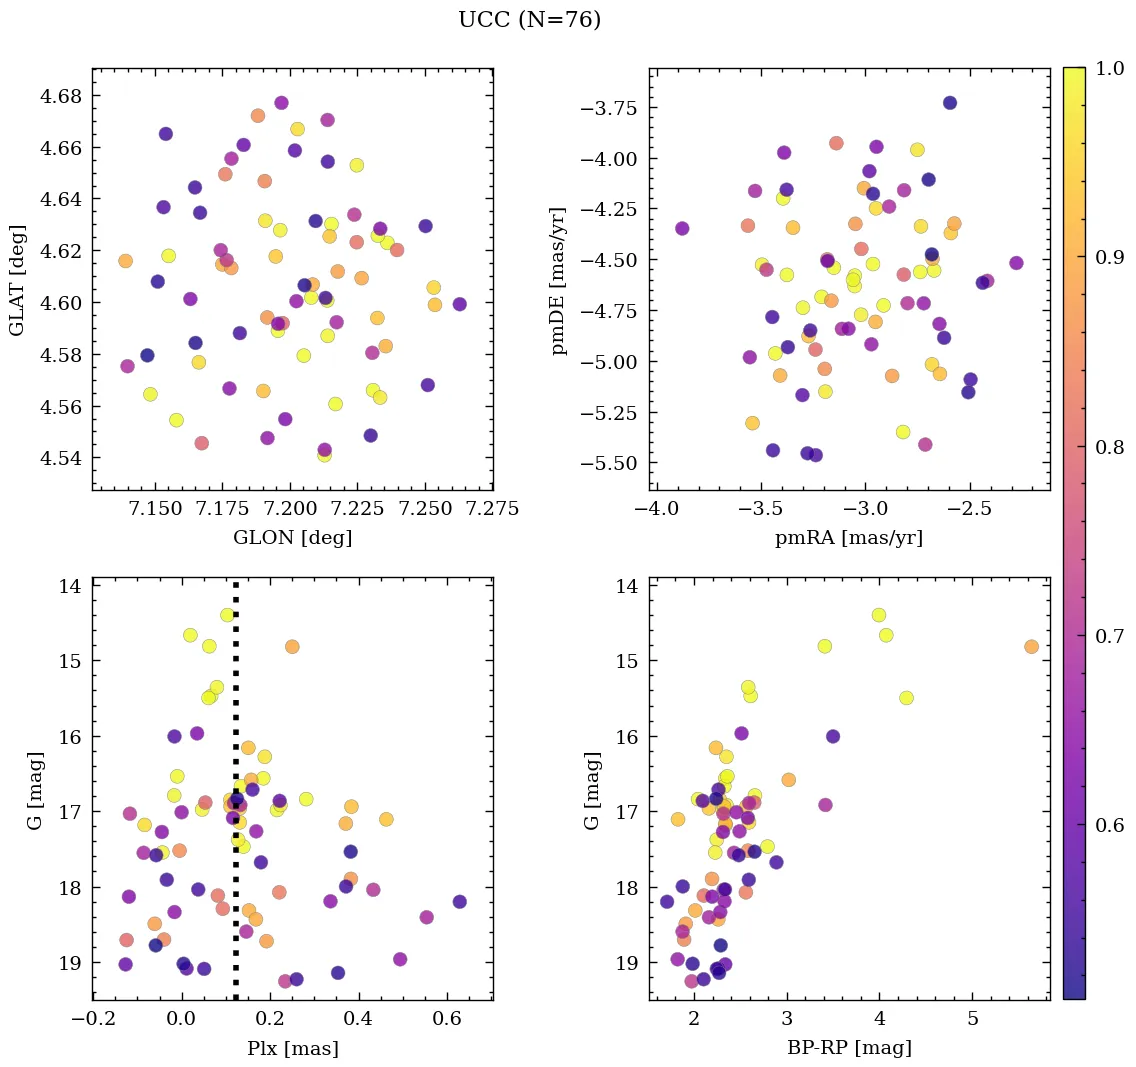 UCC (N=76)
4.68
4.66
4.64
4.62
4.60
4.58
4.56
4.54
GLAT [deg]
7.150 7.175 7.200 7.225 7.250 7.275
GLON [deg]
−3.75
−4.00
−4.25
−4.50
−4.75
−5.00
−5.25
−5.50
pmDE [mas/yr]
−4.0 −3.5 −3.0 −2.5
pmRA [mas/yr]
14
15
16
17
18
19
G [mag]
−0.2 0.0 0.2 0.4 0.6
Plx [mas]
14
15
16
17
18
19
G [mag]
2 3 4 5
BP-RP [mag]
1.0
0.9
0.8
0.7
0.6